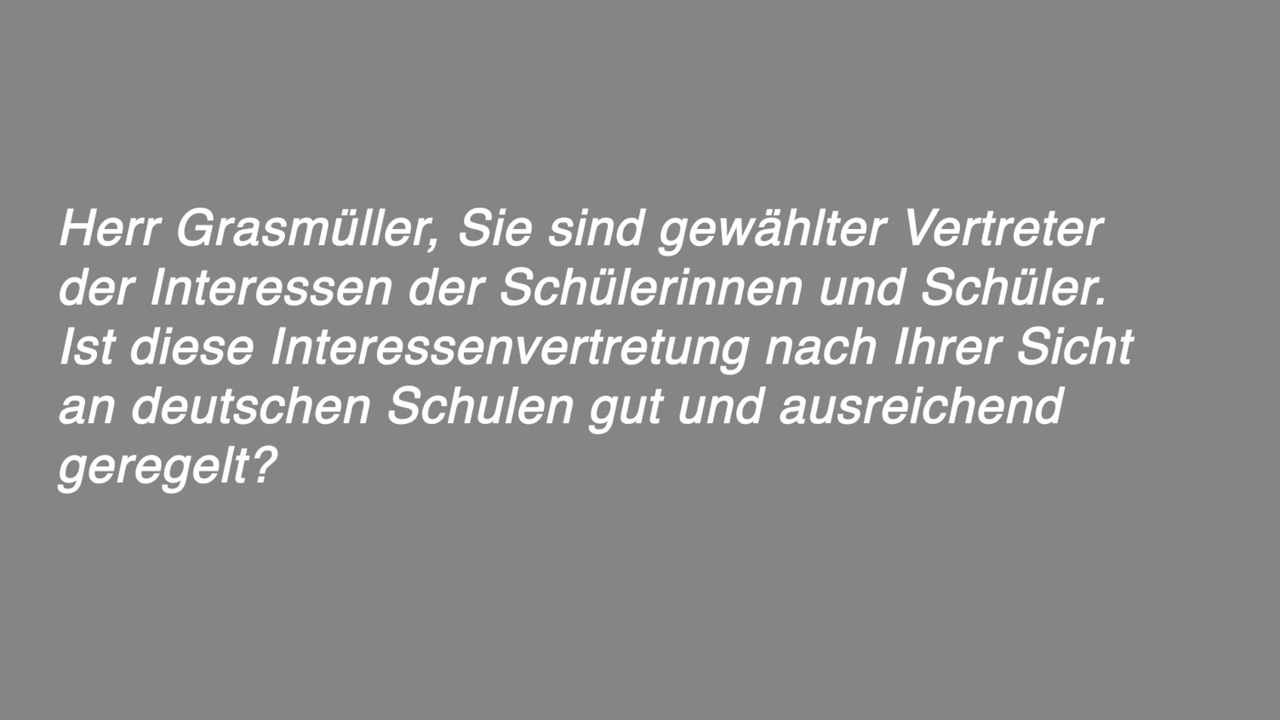 Herr Grasmüller, Sie sind gewählter Vertreter
der Interessen der Schülerinnen und Schüler.
Ist diese Interessenvertretung nach Ihrer Sicht
an deutschen Schulen gut und ausreichend
geregelt?